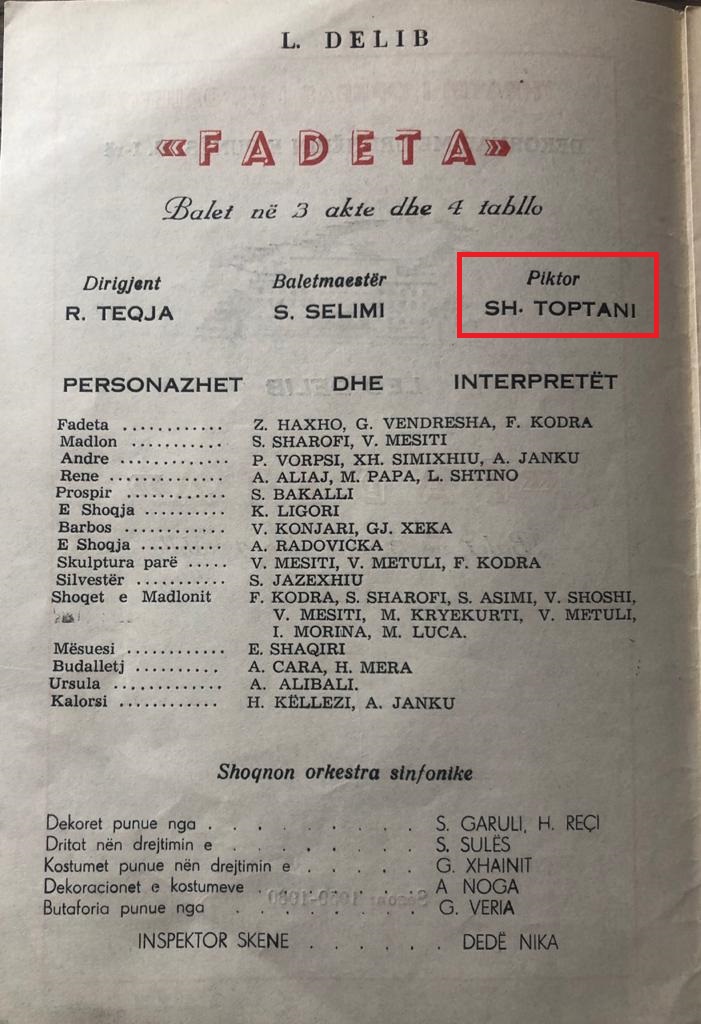 L. DELIB
«FADETA»
Balet në 3 akte dhe 4 tabllo
Dirigjent Baletmaestër Piktor
R. TEQJA S. SELIMI SH. TOPTANI
PERSONAZHET DHE INTERPRETËT
Fadeta ............ Z. HAXHO, G. VENDRESHA, F. KODRA
Madlon .......... S. SHAROFI, V. MESITI
Andre ............ P. VORPSI, XH. SIMIXHIU, A. JANKU
Rene ............. A. ALIAJ, M. PAPA, L. SHTINO
Prospir ........... S. BAKALLI
E Shoqja ......... K. LIGORI
Barbos ............ V. KONJARI, GJ. XEKA
E Shoqja .......... A. RADOVICKA
Skulptura parë ..... V. MESITI, V. METULI, F. KODRA
Silvestër ........... S. JAZEXHIU
Shoqet e Madlonit F. KODRA, S. SHAROFI, S. ASIMI, V. SHOSHI,
V. MESITI, M. KRYEKURTI, V. METULI,
I. MORINA, M. LUCA.
Mësuesi ............ E. SHAQIRI
Budalletj .......... A. CARA, H. MERA
Ursula ............. A. ALIBALI.
Kalorsi ............ H. KËLLEZI, A. JANKU
Shoqnon orkestra sinfonike
Dekoret punue nga . . . . . . . . . S. GARULI, H. REÇI
Dritat nën drejtimin e . . . . . . . . S. SULËS
Kostumet punue nën drejtimin e . . . . . . G. XHAINIT
Dekoracionet e kostumeve . . . . . . . A NOGA
Butaforia punue nga . . . . . . . . G. VERIA
INSPEKTOR SKENE . . . . . . DEDË NIKA